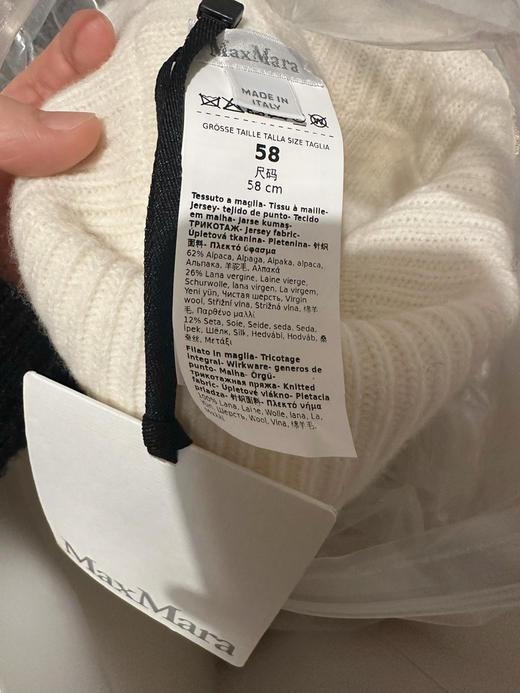 MaxMara
MADE IN
ITALY
GRÖSSE TAILLE TALLA SIZE TAGLIA
58
尺码
58 cm
Tessuto a maglia- Tissu à maille-
Jersey- tejido de punto- Tecido
em malha- Jarse kumaş-
ТРИКОТАЖ- Jersey fabric-
Úpletová tkanina- Pletenina- 针织
面料- Πλεκτό ύφασμα
62% Alpaca, Alpaga, Alpaka, alpaca,
Альпака, 羊驼毛, Αλπακά
26% Lana vergine, Laine vierge,
Schurwolle, lana virgen, La virgem,
Yeni yün, Чистая шерсть, Virgin
wool, Střižní vlna, Strižná vlna, 绵羊
毛, Παρθένο μαλλί
12% Seta, Soie, Seide, seda, Seda,
İpek, Шёлк, Silk, Hedvábí, Hodváb, 桑
蚕丝, Μετάξι
Filato in maglia- Tricotage
integral- Wirkware- generos de
punto- Malha- Örgü-
трикотажная пряжа- Knitted
fabric- Úpletové vlákno- Pletacia
priadza- 针织面料- Πλεκτό νήμα
100% Lana, Laine, Wolle, lana, La,
Yün, Шерсть, Wool, Vlna, 绵羊毛,
Μαλλί
MaxMara